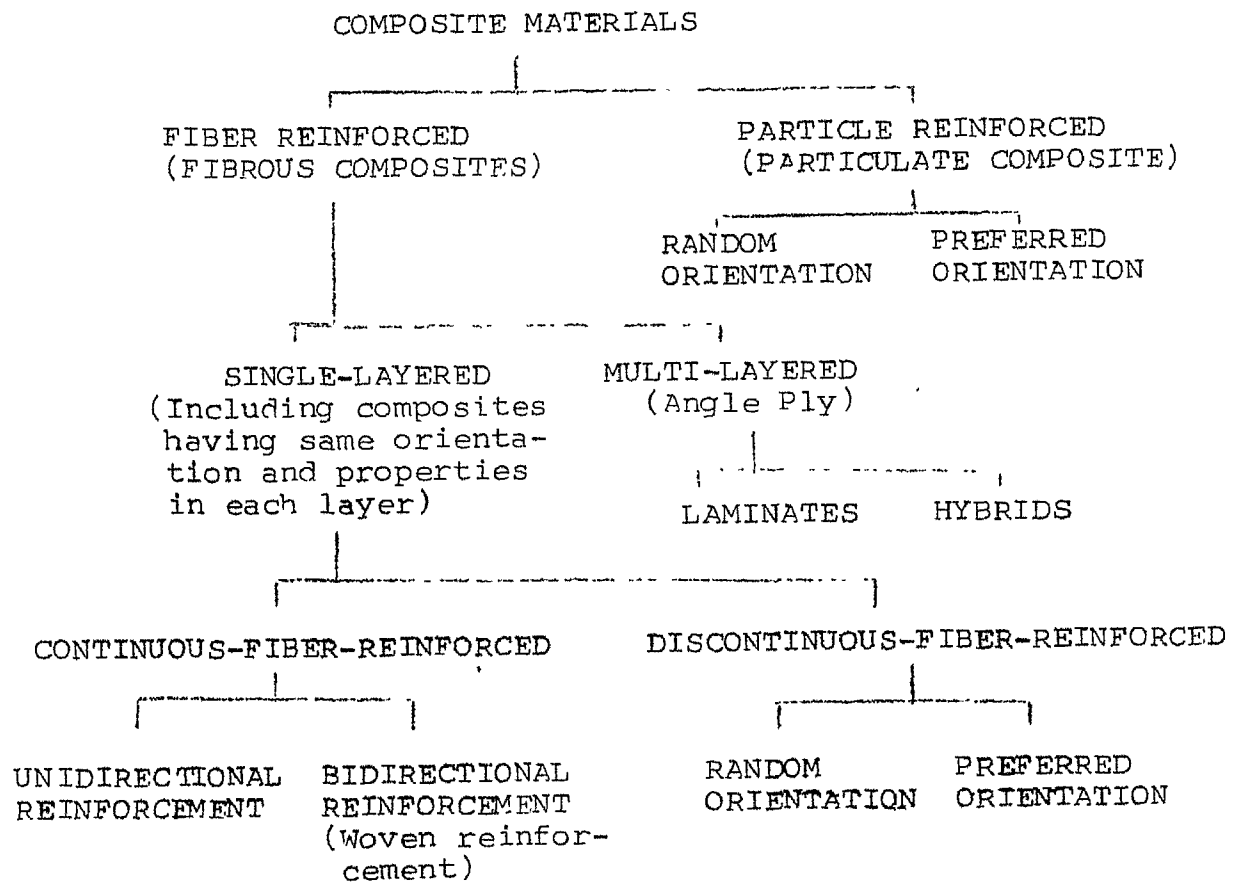 COMPOSITE MATERIALS
FIBER REINFORCED
(FIBROUS COMPOSITES)
PARTICLE REINFORCED
(PARTICULATE COMPOSITE)
RANDOM
ORIENTATION
PREFERRED
ORIENTATION
SINGLE-LAYERED
(Including composites
having same orienta-
tion and properties
in each layer)
MULTI-LAYERED
(Angle Ply)
LAMINATES
HYBRIDS
CONTINUOUS-FIBER-REINFORCED
DISCONTINUOUS-FIBER-REINFORCED
UNIDIRECTIONAL
REINFORCEMENT
BIDIRECTIONAL
REINFORCEMENT
(Woven reinfor-
cement)
RANDOM
ORIENTATION
PREFERRED
ORIENTATION